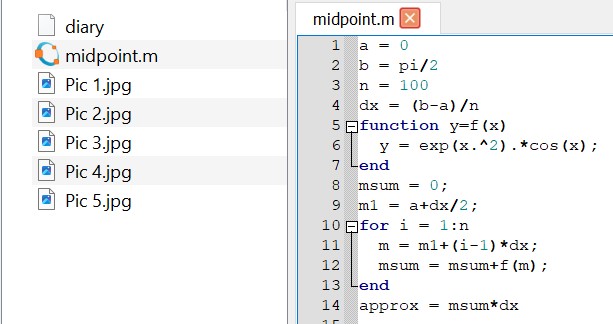 diary
midpoint.m
Pic 1.jpg
Pic 2.jpg
Pic 3.jpg
Pic 4.jpg
Pic 5.jpg
midpoint.m
1 a = 0
2 b = pi/2
3 n = 100
4 dx = (b-a)/n
5 function y=f(x)
6   y = exp(x.^2).*cos(x);
7 end
8 msum = 0;
9 m1 = a+dx/2;
10 for i = 1:n
11   m = m1+(i-1)*dx;
12   msum = msum+f(m);
13 end
14 approx = msum*dx